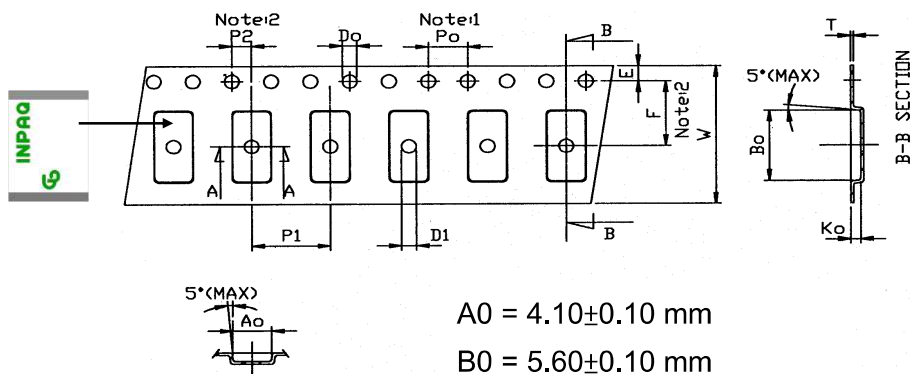 Note:2
Note:1
P2
Do
Po
B
E
F
Note:2
W
T
5°(MAX)
Bo
B-B SECTION
Ko
INPAQ
A
A
P1
D1
B
5°(MAX)
Ao
A0 = 4.10±0.10 mm
B0 = 5.60±0.10 mm